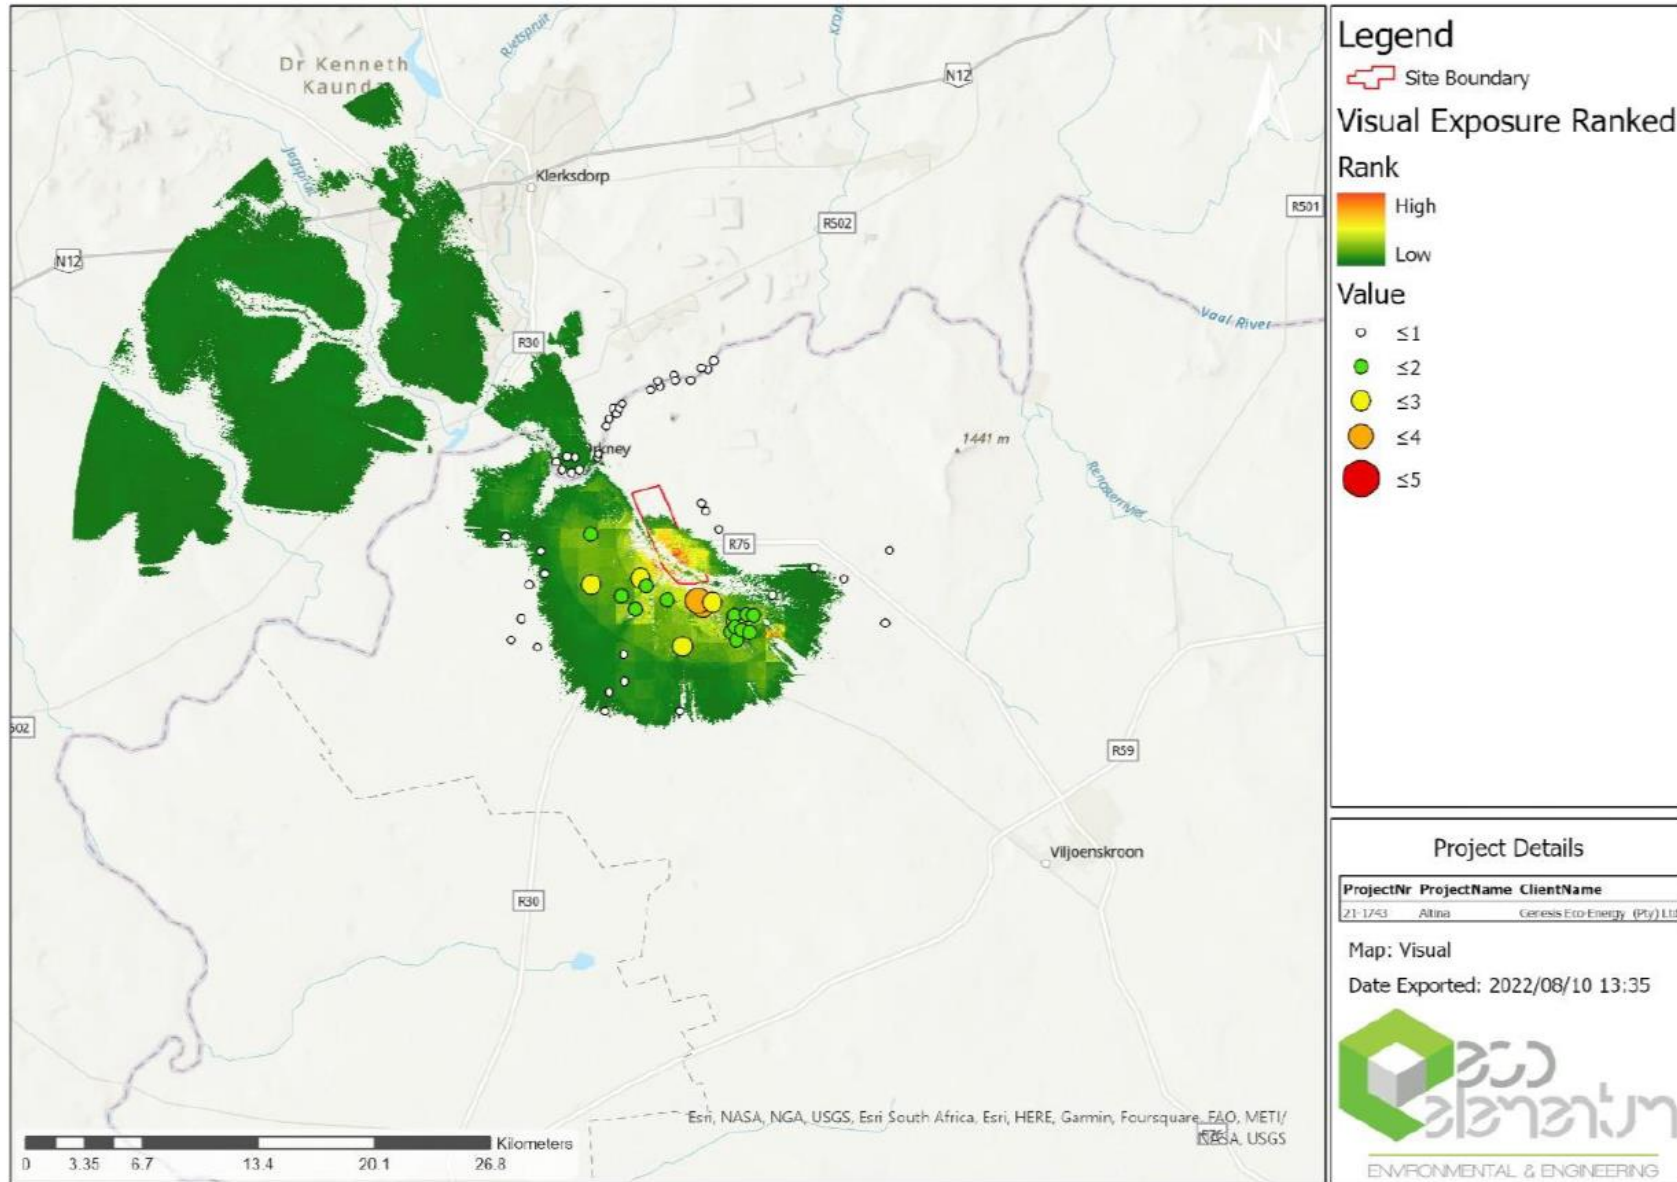 Dr Kenneth
Kaunda
Rietspruit
N
N12
Jagspruit
Klerksdorp
R501
R502
N12
Vaal River
R30
Orkney
1441 m
Renosterrivier
R76
502
R59
Viljoenskroon
R30
Esri, NASA, NGA, USGS, Esri South Africa, Esri, HERE, Garmin, Foursquare, FAO, METI/
NASA, USGS
R76
Kilometers
0 3.35 6.7 13.4 20.1 26.8
Legend
Site Boundary
Visual Exposure Ranked
Rank
High
Low
Value
≤1
≤2
≤3
≤4
≤5
Project Details
ProjectNr ProjectName ClientName
21-1743 Altina Genesis Eco-Energy (Pty) Ltd
Map: Visual
Date Exported: 2022/08/10 13:35
eco
elementum
ENVIRONMENTAL & ENGINEERING